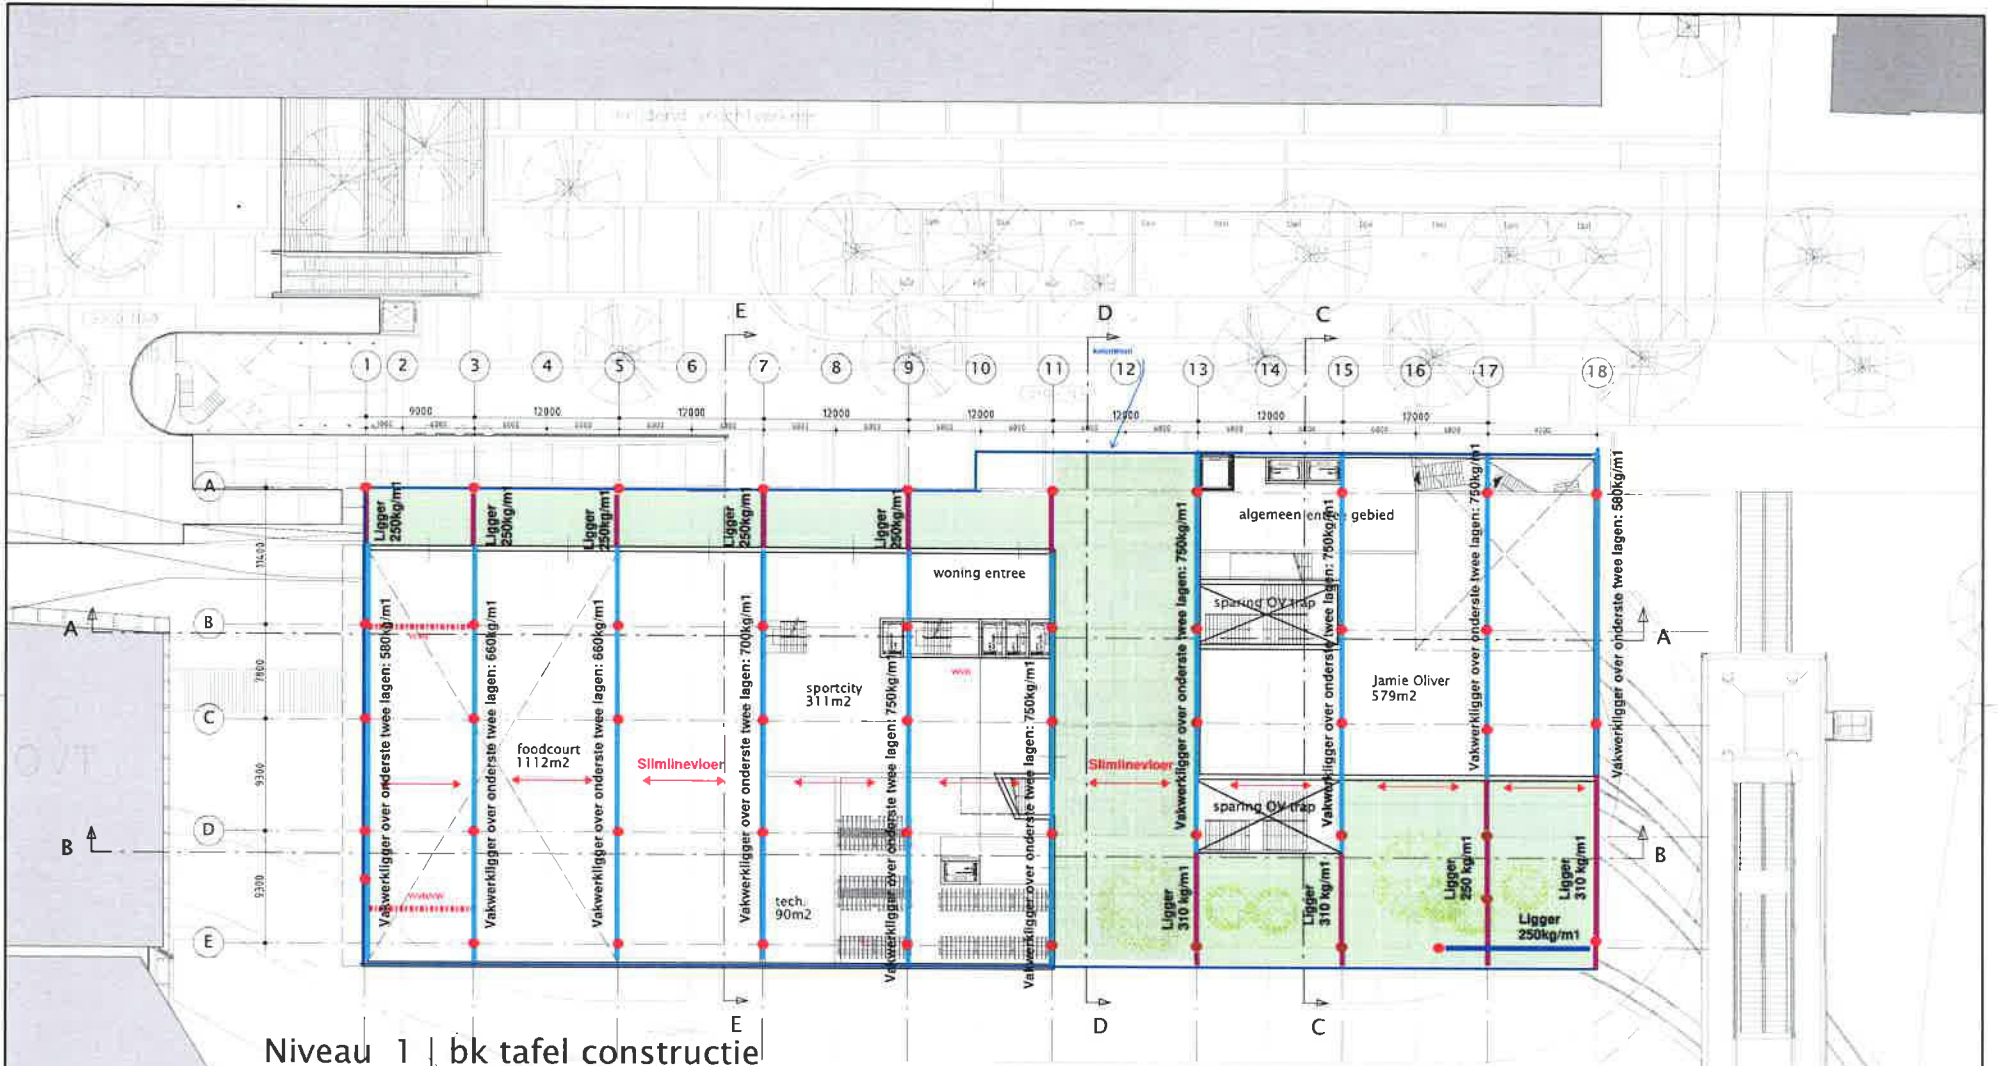 E
D
C
1
2
3
4
5
6
7
8
9
10
11
12
13
14
15
16
17
18
9000
12000
12000
12000
12000
12000
12000
12000
A
B
C
D
E
11400
7800
9300
9300
A
A
B
B
Ligger
250kg/m1
Ligger
250kg/m1
Ligger
250kg/m1
Ligger
250kg/m1
Ligger
250kg/m1
Vakwerkligger over onderste twee lagen: 580kg/m1
Vakwerkligger over onderste twee lagen: 660kg/m1
Vakwerkligger over onderste twee lagen: 660kg/m1
Vakwerkligger over onderste twee lagen: 700kg/m1
Vakwerkligger over onderste twee lagen: 750kg/m1
Vakwerkligger over onderste twee lagen: 750kg/m1
Vakwerkligger over onderste twee lagen: 750kg/m1
Vakwerkligger over onderste twee lagen: 750kg/m1
Vakwerkligger over onderste twee lagen: 750kg/m1
Vakwerkligger over onderste twee lagen: 580kg/m1
algemeen entree gebied
woning entree
sparing OV trap
sportcity
311m2
Jamie Oliver
579m2
foodcourt
1112m2
Slimlinevloer
Slimlinevloer
sparing OV trap
tech.
90m2
Ligger
310 kg/m1
Ligger
310 kg/m1
Ligger
250 kg/m1
Ligger
310 kg/m1
Ligger
250kg/m1
OVT
E
D
C
Niveau 1 | bk tafel constructie